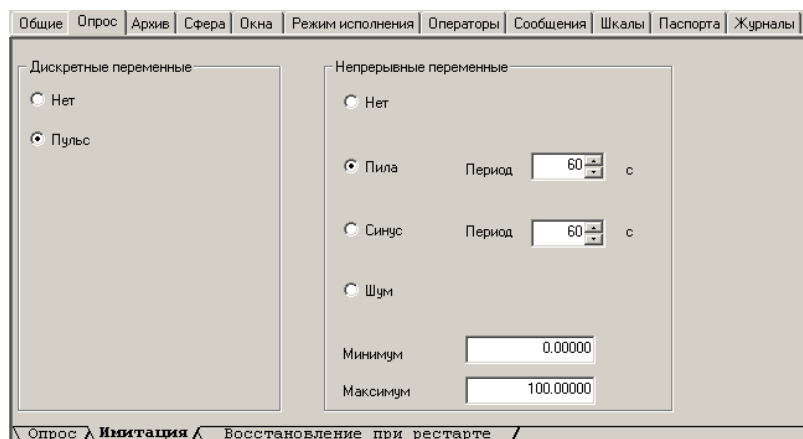 Общие Опрос Архив Сфера Окна Режим исполнения Операторы Сообщения Шкалы Паспорта Журналы
Дискретные переменные
Нет
Пульс
Непрерывные переменные
Нет
Пила Период 60 с
Синус Период 60 с
Шум
Минимум 0.00000
Максимум 100.00000
Опрос Имитация Восстановление при рестарте